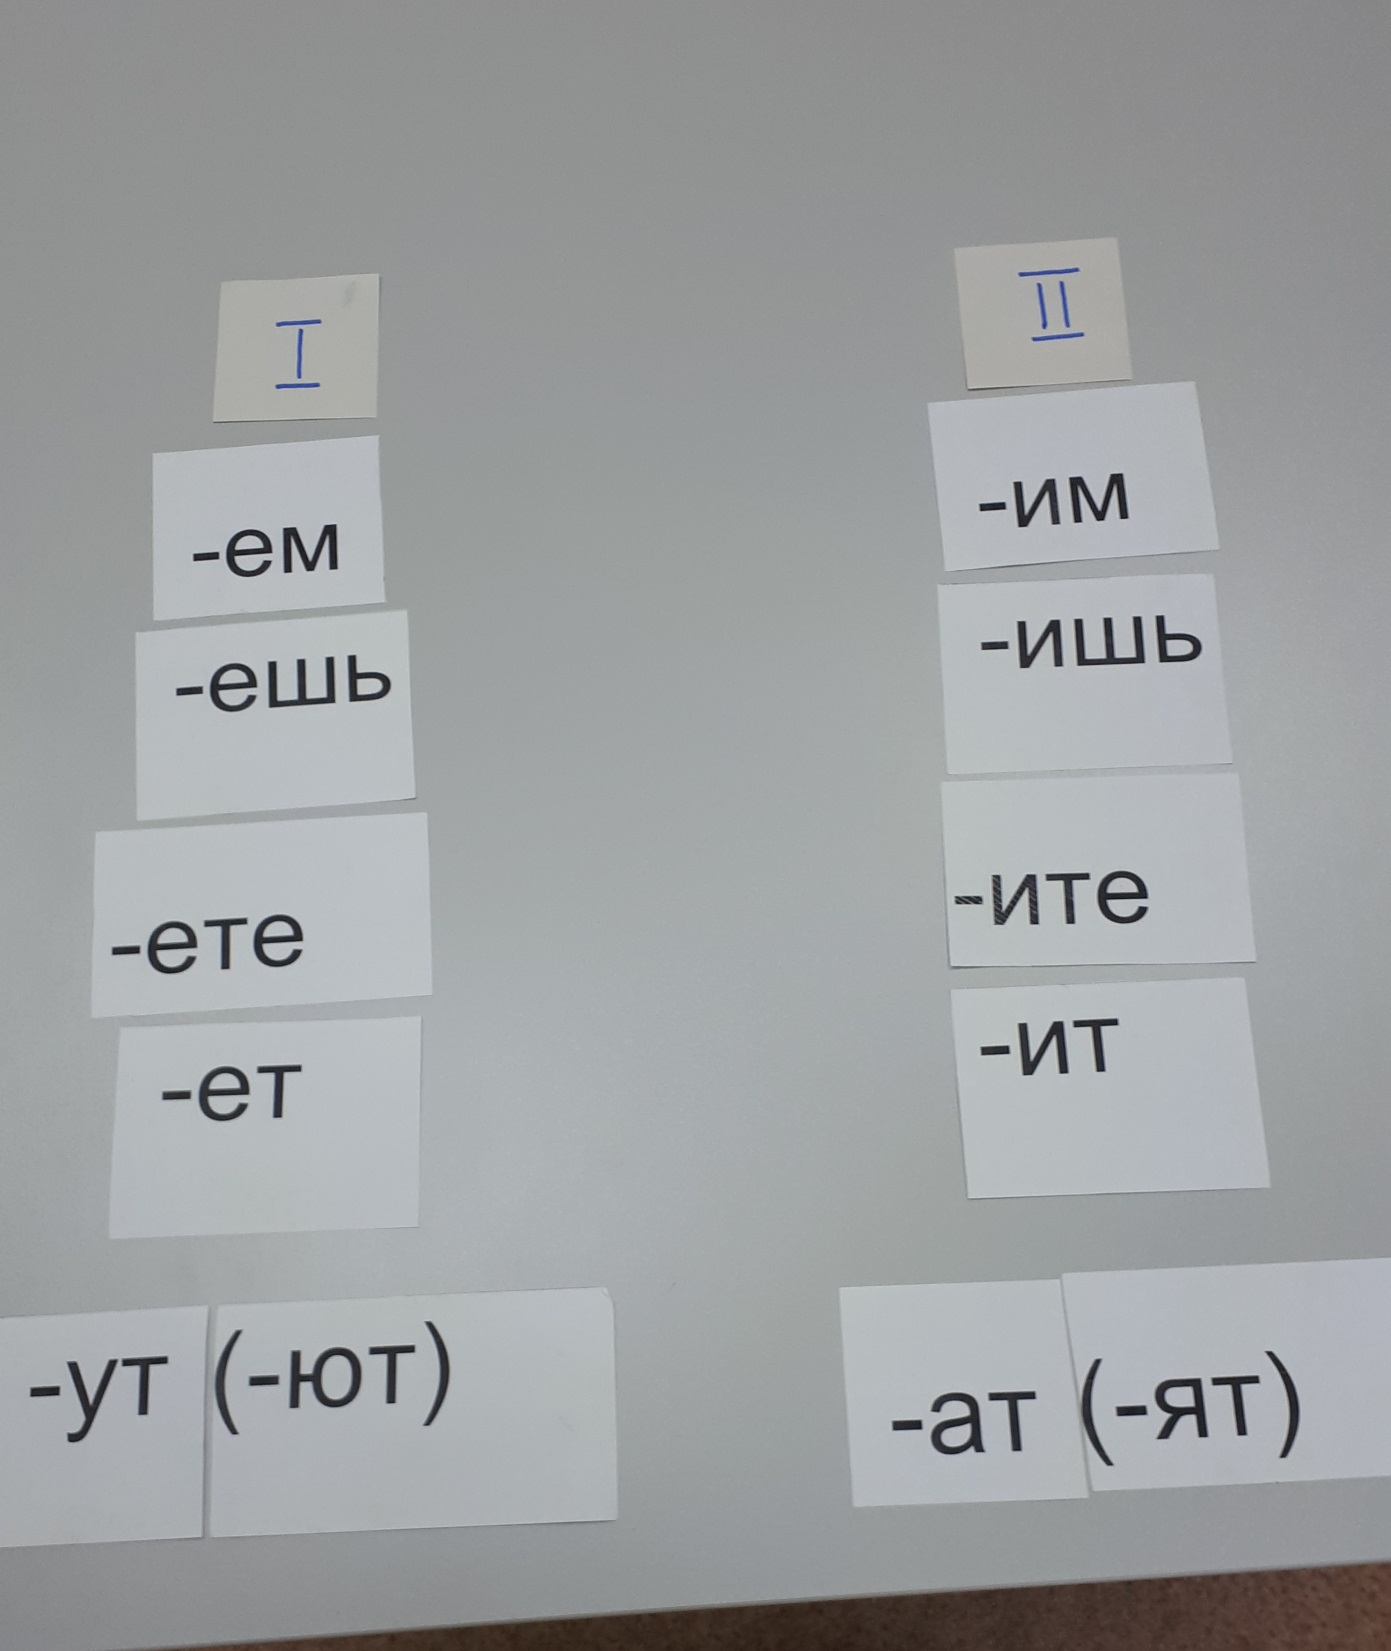 I
-ем
-ешь
-ете
-ет
-ут (-ют)
II
-им
-ишь
-ите
-ит
-ат (-ят)